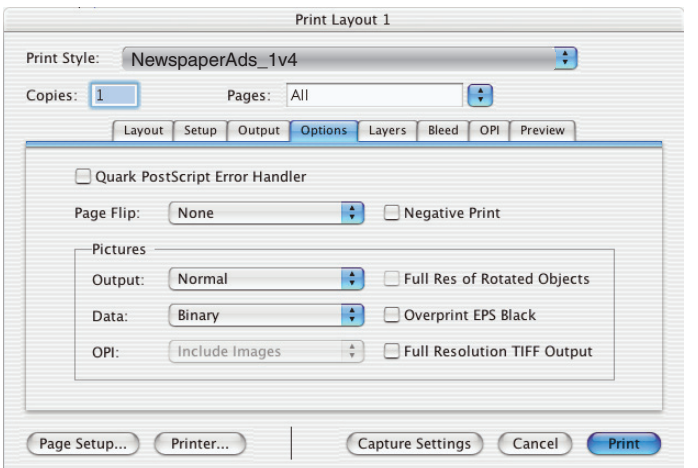 Print Layout 1
Print Style: NewspaperAds_1v4
Copies: 1 Pages: All
Layout Setup Output Options Layers Bleed OPI Preview
Quark PostScript Error Handler
Page Flip: None Negative Print
Pictures
Output: Normal Full Res of Rotated Objects
Data: Binary Overprint EPS Black
OPI: Include Images Full Resolution TIFF Output
Page Setup... Printer... Capture Settings Cancel Print